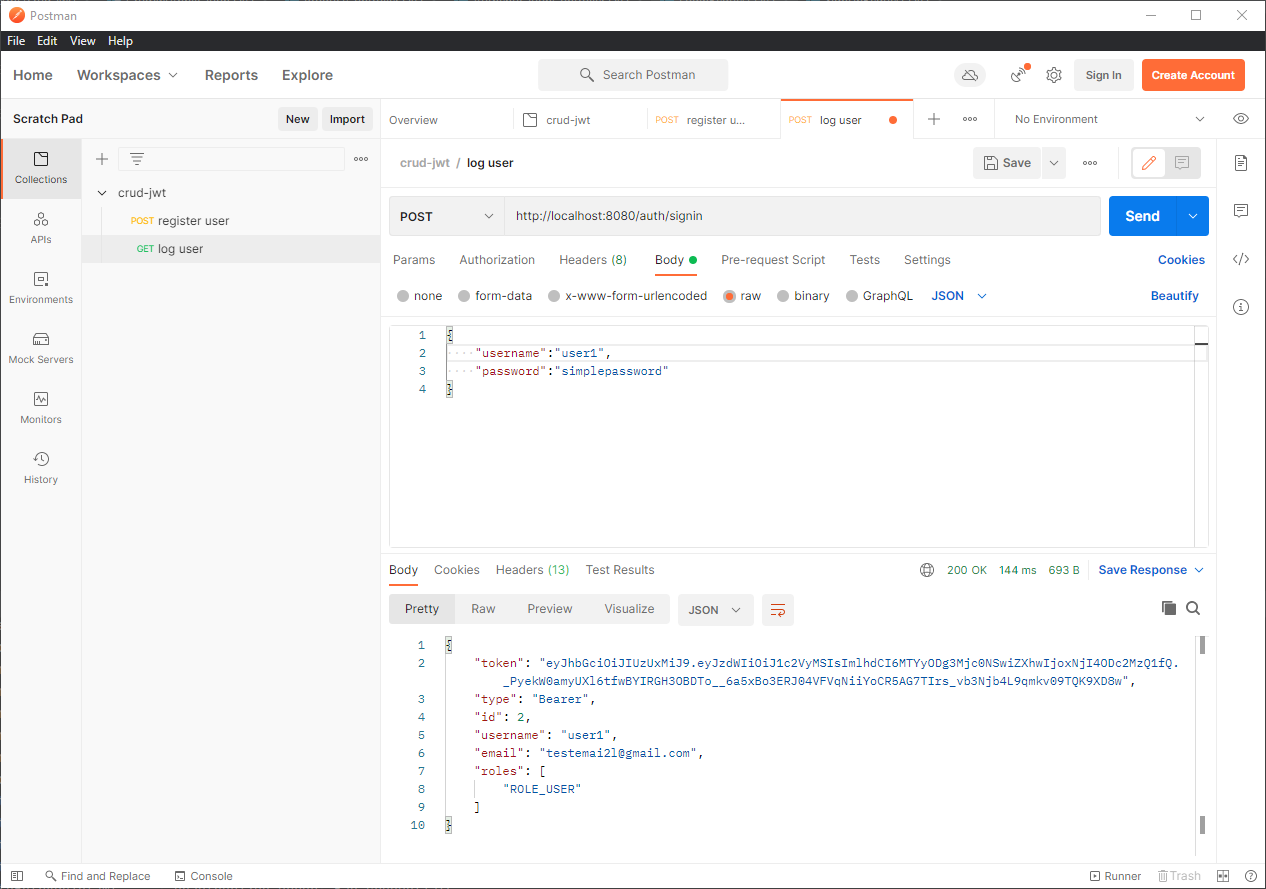 Postman
File Edit View Help
Home Workspaces Reports Explore Search Postman Sign In Create Account
Scratch Pad New Import
Overview crud-jwt POST register u... POST log user No Environment
Collections
APIs
Environments
Mock Servers
Monitors
History
crud-jwt
POST register user
GET log user
crud-jwt / log user Save
POST http://localhost:8080/auth/signin Send
Params Authorization Headers (8) Body Pre-request Script Tests Settings Cookies
none form-data x-www-form-urlencoded raw binary GraphQL JSON Beautify
1 {
2 "username":"user1",
3 "password":"simplepassword"
4 }
Body Cookies Headers (13) Test Results 200 OK 144 ms 693 B Save Response
Pretty Raw Preview Visualize JSON
1 {
2 "token": "eyJhbGciOiJIUzUxMiJ9.eyJzdWIiOiJ1c2VyMSIsImlhdCI6MTYyODg3Mjc0NSwiZXhwIjoxNjI4ODc2MzQ1fQ.
_PyekW0amyUXl6tfwBYIRGH3OBDTo__6a5xBo3ERJ04VFVqNiiYoCR5AG7TIrs_vb3Njb4L9qmkv09TQK9XD8w",
3 "type": "Bearer",
4 "id": 2,
5 "username": "user1",
6 "email": "testemai2l@gmail.com",
7 "roles": [
8 "ROLE_USER"
9 ]
10 }
Find and Replace Console Runner Trash